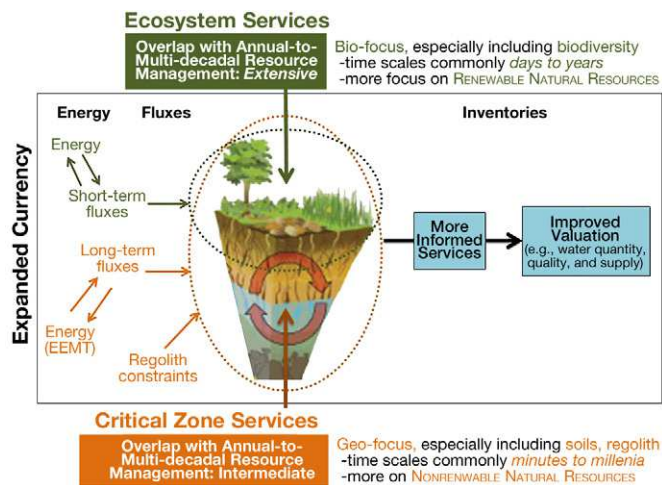 Ecosystem Services
Overlap with Annual-to-
Multi-decadal Resource
Management: Extensive
Bio-focus, especially including biodiversity
-time scales commonly days to years
-more focus on RENEWABLE NATURAL RESOURCES
Expanded Currency
Energy
Fluxes
Inventories
Energy
Short-term
fluxes
Long-term
fluxes
Energy
(EEMT)
Regolith
constraints
More
Informed
Services
Improved
Valuation
(e.g., water quantity,
quality, and supply)
Critical Zone Services
Overlap with Annual-to-
Multi-decadal Resource
Management: Intermediate
Geo-focus, especially including soils, regolith
-time scales commonly minutes to millenia
-more on NONRENWABLE NATURAL RESOURCES